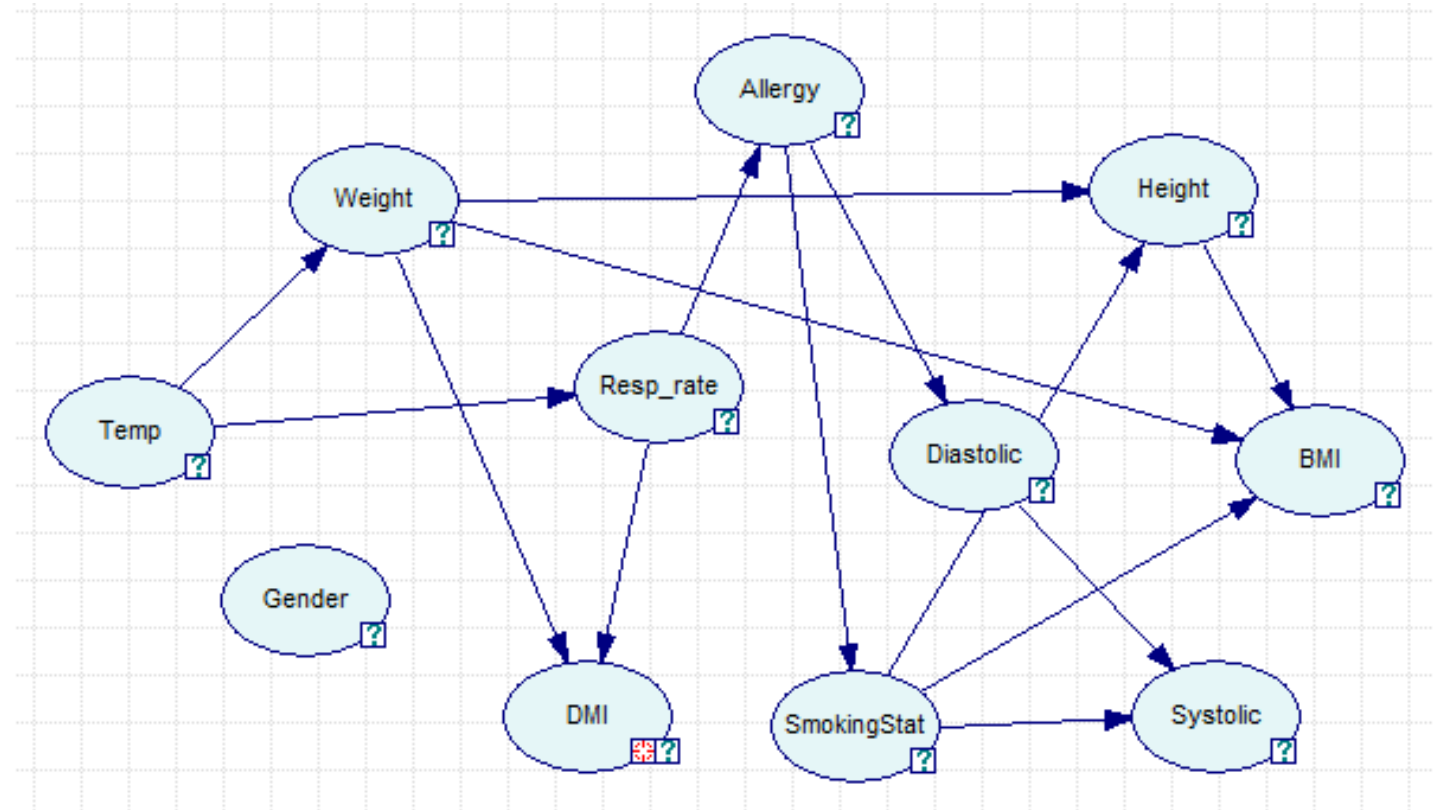 Allergy
Weight
Height
Resp_rate
Temp
Diastolic
BMI
Gender
DMI
SmokingStat
Systolic
?
?
?
?
?
?
?
?
?
?
?